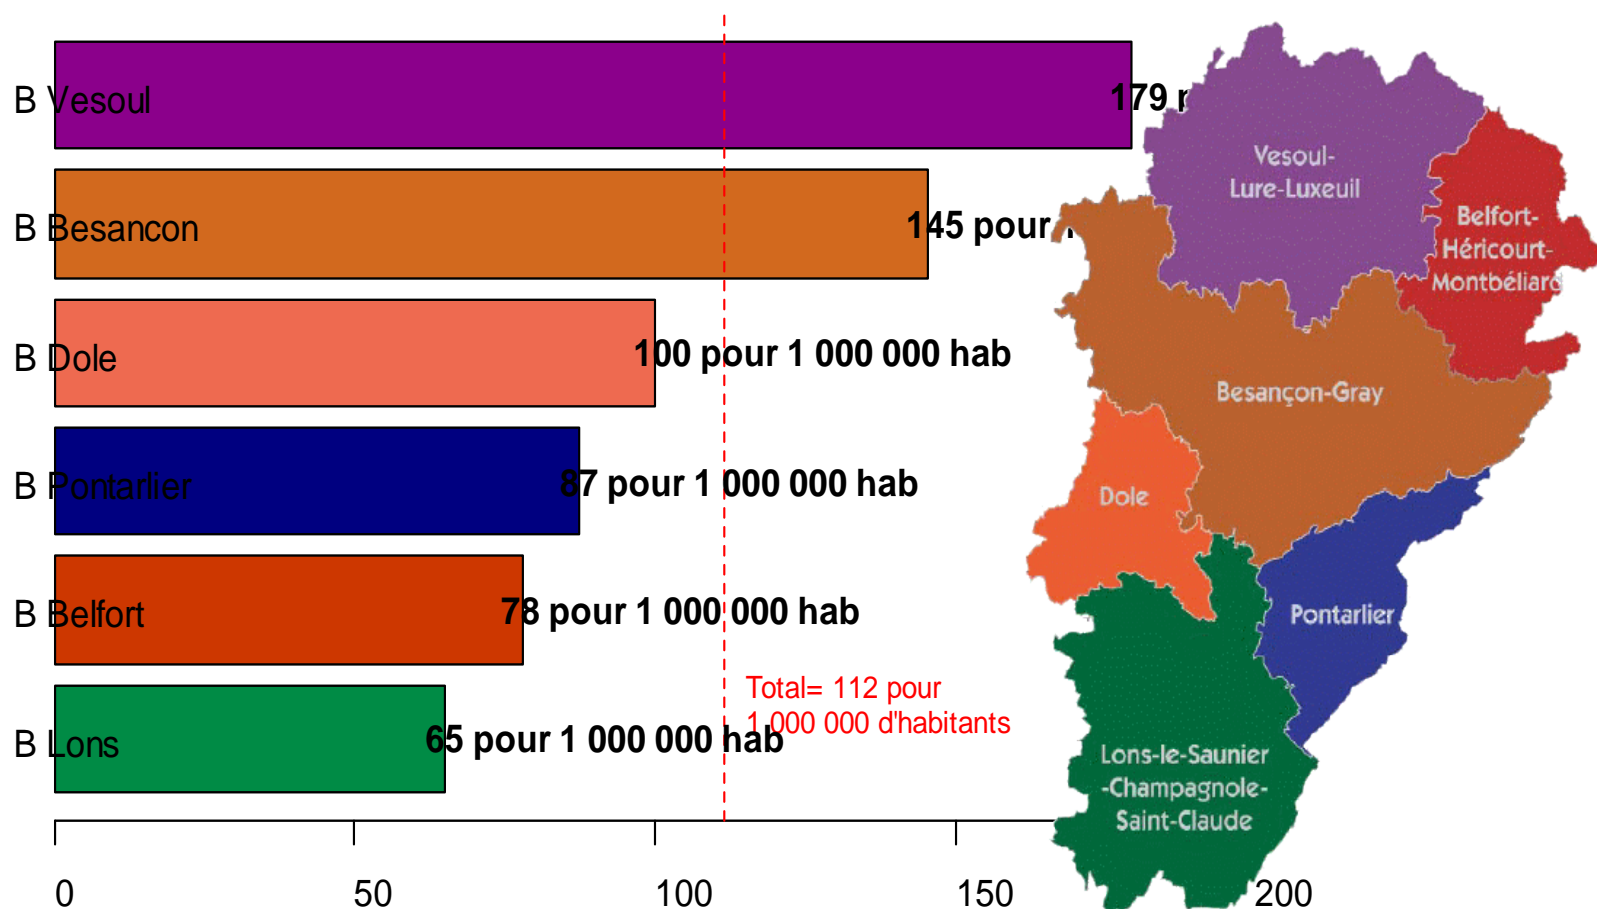 B Vesoul
179 p
B Besancon
145 pour 1
B Dole
100 pour 1 000 000 hab
B Pontarlier
87 pour 1 000 000 hab
B Belfort
78 pour 1 000 000 hab
B Lons
65 pour 1 000 000 hab
Total= 112 pour
1 000 000 d'habitants
0 50 100 150 200
Vesoul-
Lure-Luxeuil
Belfort-
Héricourt-
Montbéliard
Besançon-Gray
Dole
Pontarlier
Lons-le-Saunier
-Champagnole-
Saint-Claude